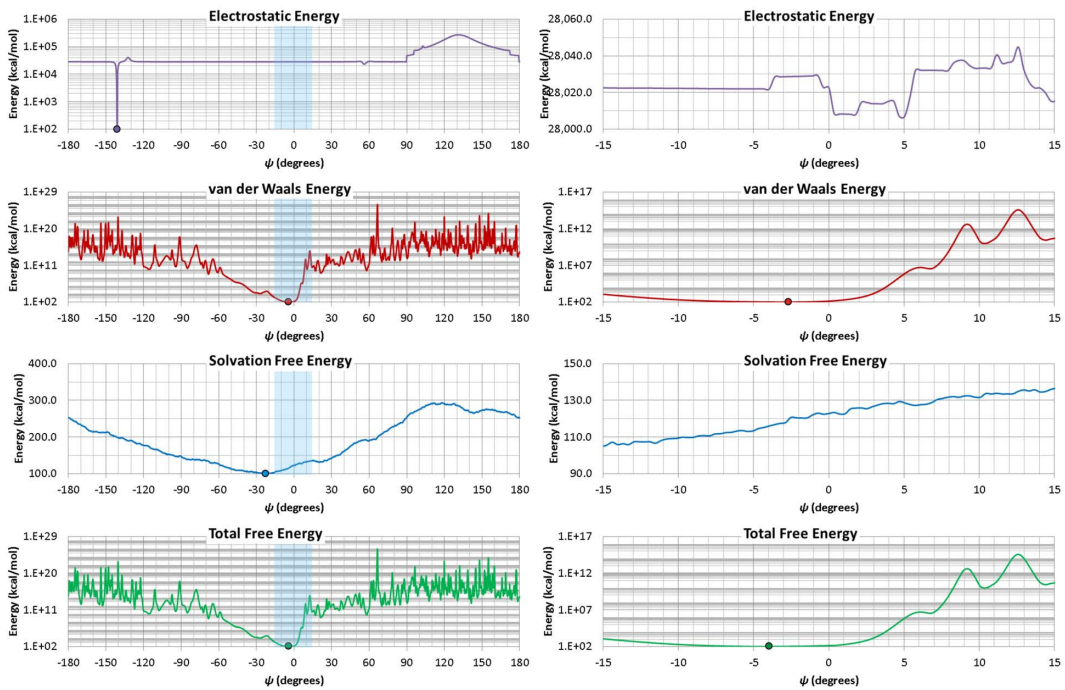 Electrostatic Energy
Energy (kcal/mol)
1.E+06
1.E+05
1.E+04
1.E+03
1.E+02
-180 -150 -120 -90 -60 -30 0 30 60 90 120 150 180
ψ (degrees)
Electrostatic Energy
Energy (kcal/mol)
28,060.0
28,040.0
28,020.0
28,000.0
-15 -10 -5 0 5 10 15
ψ (degrees)
van der Waals Energy
Energy (kcal/mol)
1.E+29
1.E+20
1.E+11
1.E+02
-180 -150 -120 -90 -60 -30 0 30 60 90 120 150 180
ψ (degrees)
van der Waals Energy
Energy (kcal/mol)
1.E+17
1.E+12
1.E+07
1.E+02
-15 -10 -5 0 5 10 15
ψ (degrees)
Solvation Free Energy
Energy (kcal/mol)
400.0
300.0
200.0
100.0
-180 -150 -120 -90 -60 -30 0 30 60 90 120 150 180
ψ (degrees)
Solvation Free Energy
Energy (kcal/mol)
150.0
130.0
110.0
90.0
-15 -10 -5 0 5 10 15
ψ (degrees)
Total Free Energy
Energy (kcal/mol)
1.E+29
1.E+20
1.E+11
1.E+02
-180 -150 -120 -90 -60 -30 0 30 60 90 120 150 180
ψ (degrees)
Total Free Energy
Energy (kcal/mol)
1.E+17
1.E+12
1.E+07
1.E+02
-15 -10 -5 0 5 10 15
ψ (degrees)